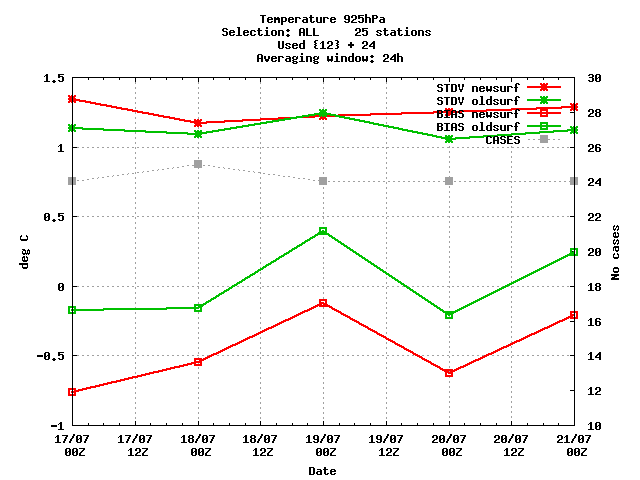 Temperature 925hPa
Selection: ALL 25 stations
Used {12} + 24
Averaging window: 24h
STDV newsurf
STDV oldsurf
BIAS newsurf
BIAS oldsurf
CASES
1.5
1
0.5
0
-0.5
-1
deg C
30
28
26
24
22
20
18
16
14
12
10
No cases
17/07 17/07 18/07 18/07 19/07 19/07 20/07 20/07 21/07
00Z 12Z 00Z 12Z 00Z 12Z 00Z 12Z 00Z
Date